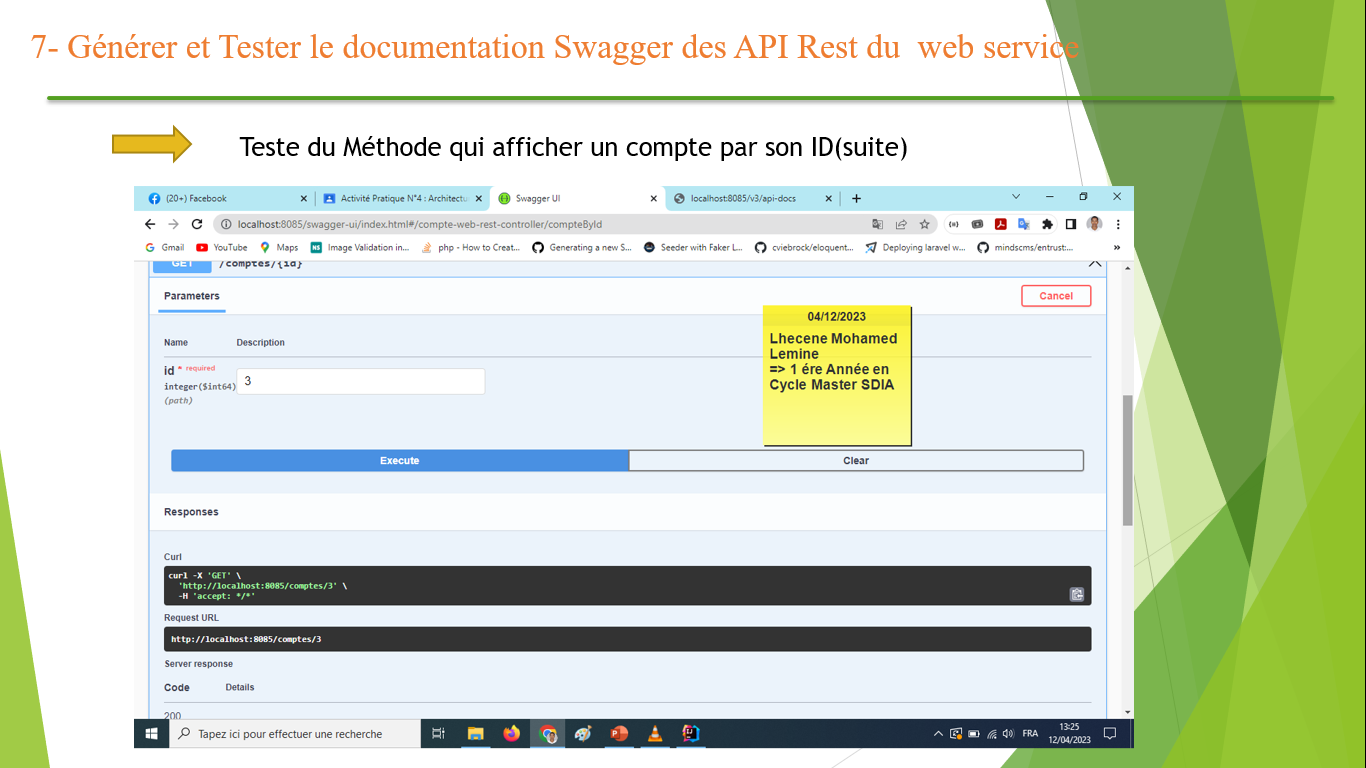 7- Générer et Tester le documentation Swagger des API Rest du  web service
Teste du Méthode qui afficher un compte par son ID(suite)
(20+) Facebook
Activité Pratique N°4 : Architectu
Swagger UI
localhost:8085/v3/api-docs
localhost:8085/swagger-ui/index.html#/compte-web-rest-controller/compteById
Gmail
YouTube
Maps
Image Validation in...
php - How to Creat...
Generating a new S...
Seeder with Faker L...
cviebrock/eloquent...
Deploying laravel w...
mindscms/entrust:...
»
GET /comptes/{id}
Parameters
Cancel
04/12/2023
Lhecene Mohamed
Lemine
=> 1 ére Année en
Cycle Master SDIA
Name Description
id * required
integer($int64)
(path)
3
Execute
Clear
Responses
Curl
curl -X 'GET' \
'http://localhost:8085/comptes/3' \
-H 'accept: */*'
Request URL
http://localhost:8085/comptes/3
Server response
Code Details
200
Tapez ici pour effectuer une recherche
FRA
13:25
12/04/2023